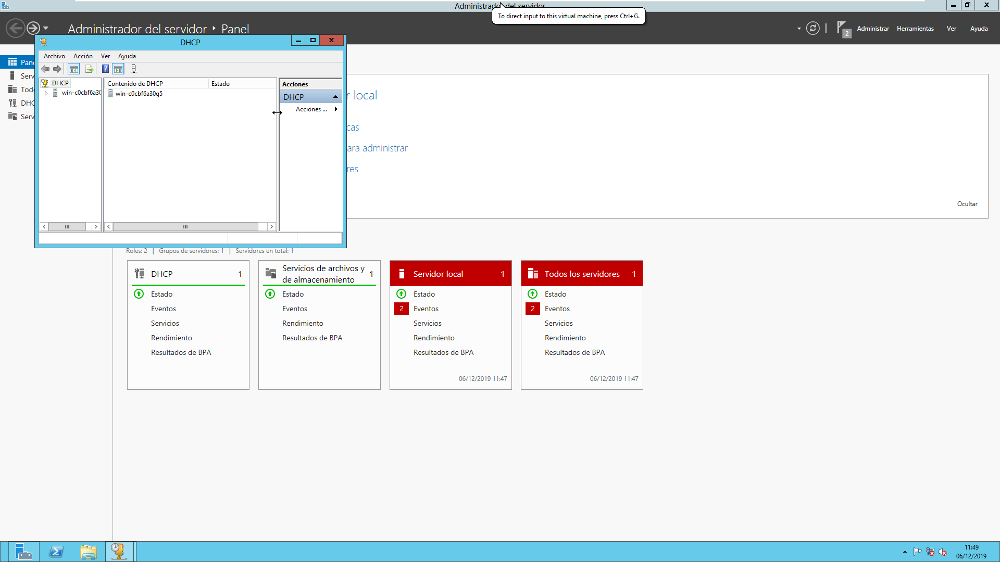 Administrador del servidor
To direct input to this virtual machine, press Ctrl+G.
Administrador del servidor ‣ Panel
2
Administrar Herramientas Ver Ayuda
DHCP
Archivo Acción Ver Ayuda
DHCP
win-c0cbf6a30
Contenido de DHCP Estado
win-c0cbf6a30g5
Acciones
DHCP
Acciones ...
Pane
Serv
Todo
DHC
Serv
r local
cas
ara administrar
res
Ocultar
Roles: 2 | Grupos de servidores: 1 | Servidores en total: 1
DHCP 1
Estado
Eventos
Servicios
Rendimiento
Resultados de BPA
Servicios de archivos y
de almacenamiento 1
Estado
Eventos
Rendimiento
Resultados de BPA
Servidor local 1
Estado
2 Eventos
Servicios
Rendimiento
Resultados de BPA
06/12/2019 11:47
Todos los servidores 1
Estado
2 Eventos
Servicios
Rendimiento
Resultados de BPA
06/12/2019 11:47
11:49
06/12/2019